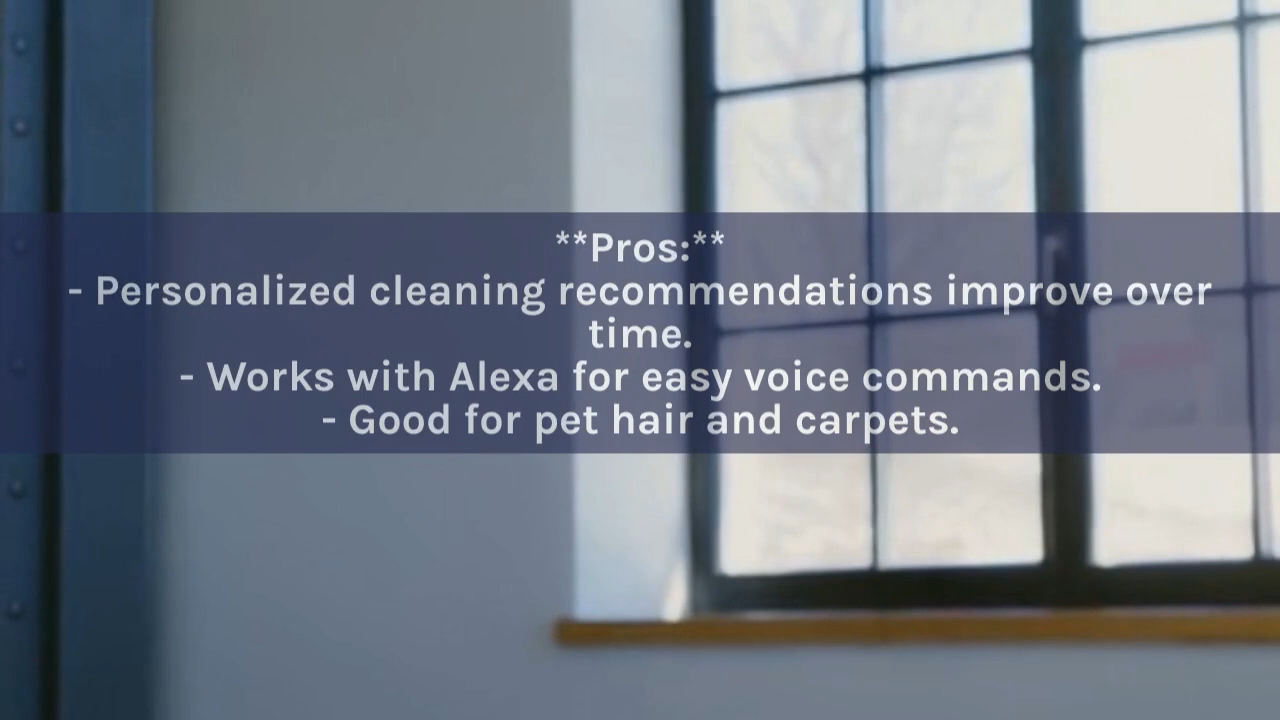 **Pros:**
- Personalized cleaning recommendations improve over
time.
- Works with Alexa for easy voice commands.
- Good for pet hair and carpets.